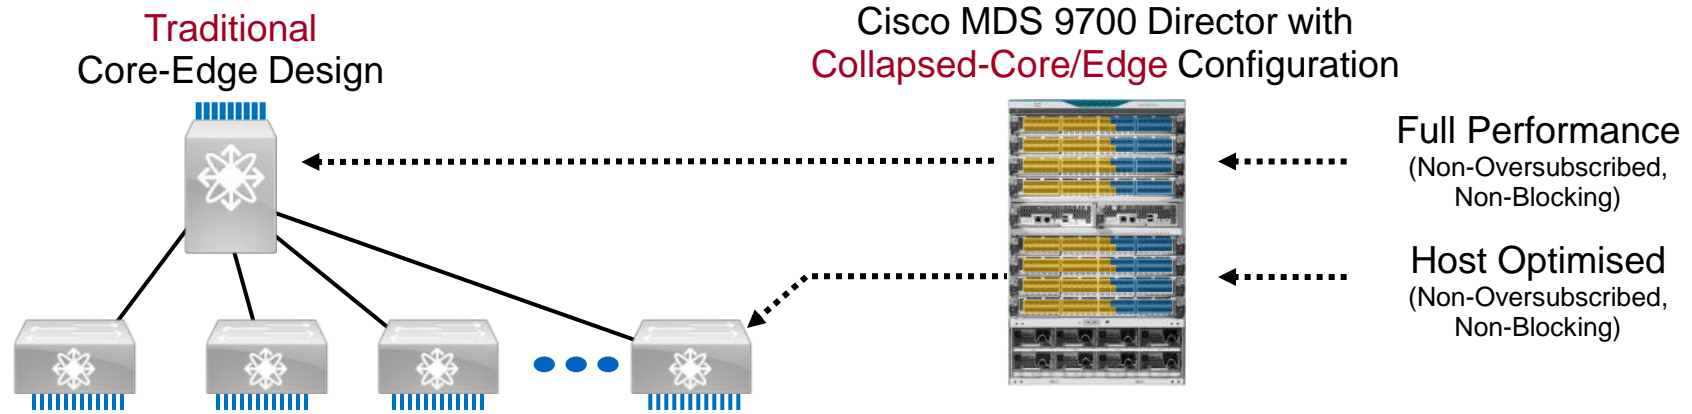 Traditional
Core-Edge Design
Cisco MDS 9700 Director with
Collapsed-Core/Edge Configuration
Full Performance
(Non-Oversubscribed,
Non-Blocking)
Host Optimised
(Non-Oversubscribed,
Non-Blocking)